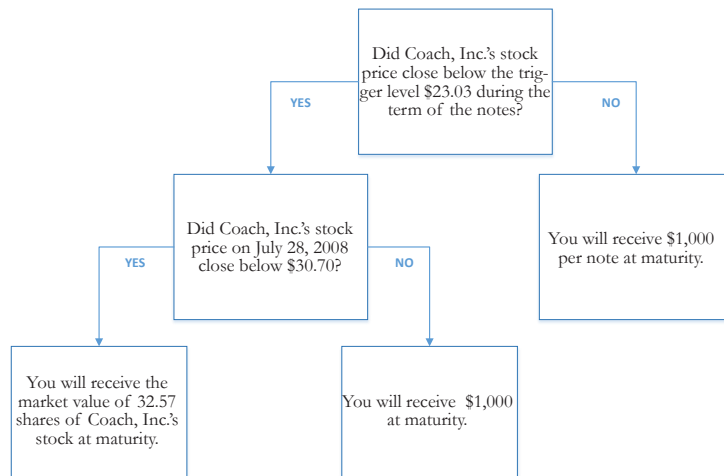 Did Coach, Inc.'s stock
price close below the trig-
ger level $23.03 during the
term of the notes?
YES
NO
Did Coach, Inc.'s stock
price on July 28, 2008
close below $30.70?
You will receive $1,000
per note at maturity.
YES
NO
You will receive the
market value of 32.57
shares of Coach, Inc.'s
stock at maturity.
You will receive $1,000
at maturity.